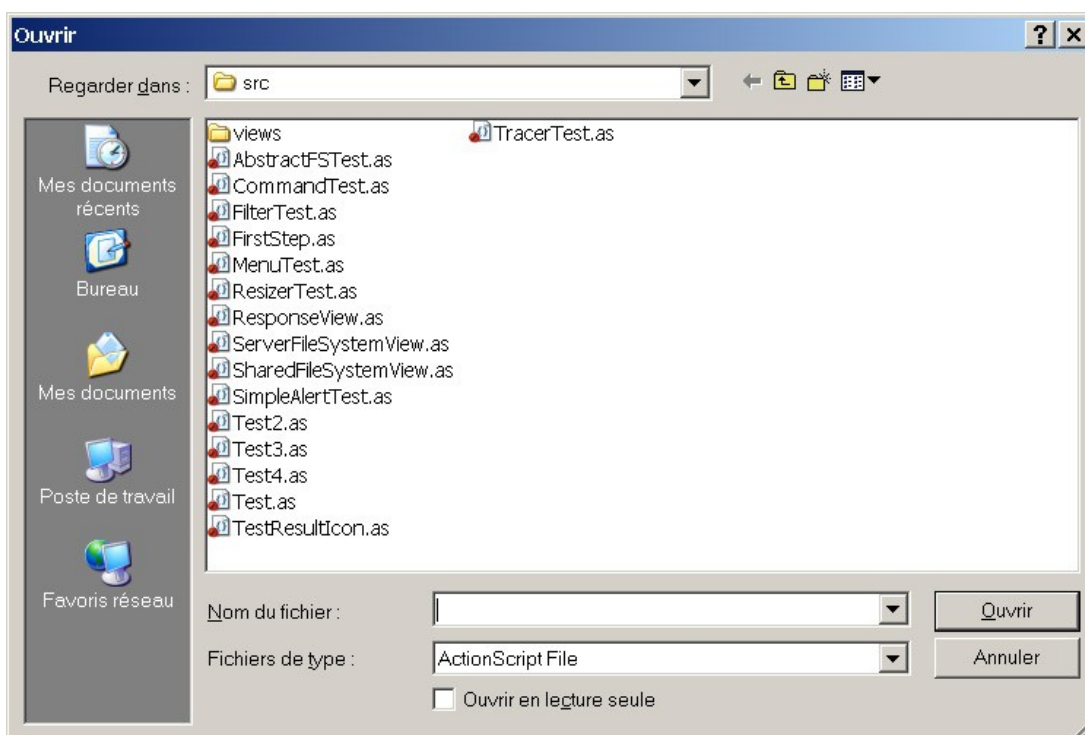 Ouvrir
Regarder dans :
src
Mes documents
récents
Bureau
Mes documents
Poste de travail
Favoris réseau
views
AbstractFSTest.as
CommandTest.as
FilterTest.as
FirstStep.as
MenuTest.as
ResizerTest.as
ResponseView.as
ServerFileSystemView.as
SharedFileSystemView.as
SimpleAlertTest.as
Test2.as
Test3.as
Test4.as
Test.as
TestResultIcon.as
TracerTest.as
Nom du fichier :
Ouvrir
Fichiers de type :
ActionScript File
Annuler
Ouvrir en lecture seule